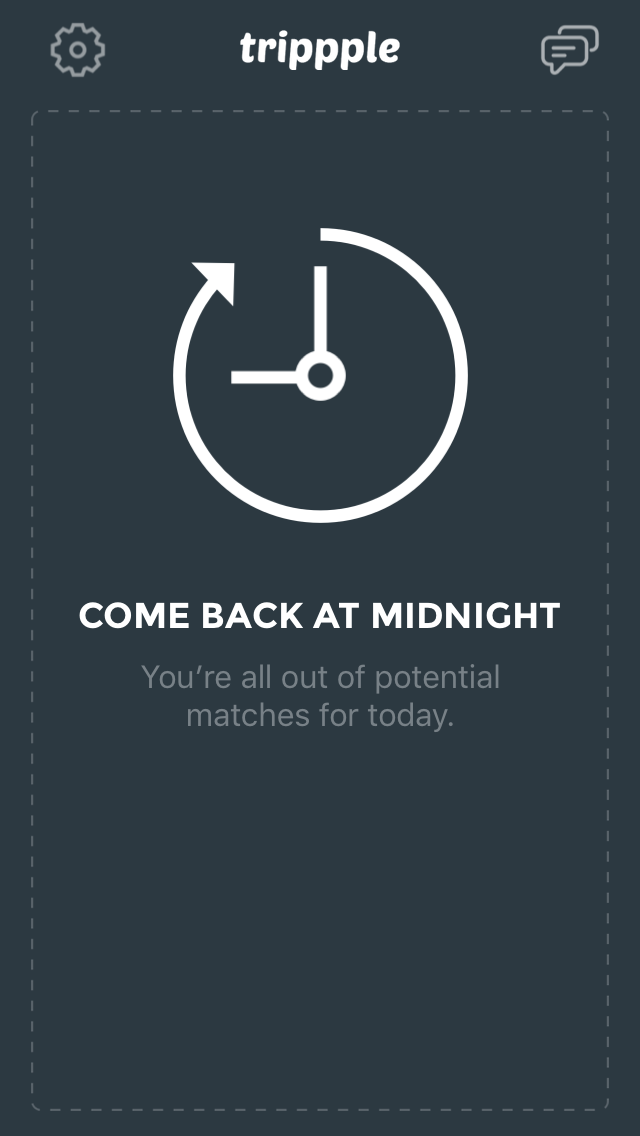 trippple
COME BACK AT MIDNIGHT
You’re all out of potential
matches for today.